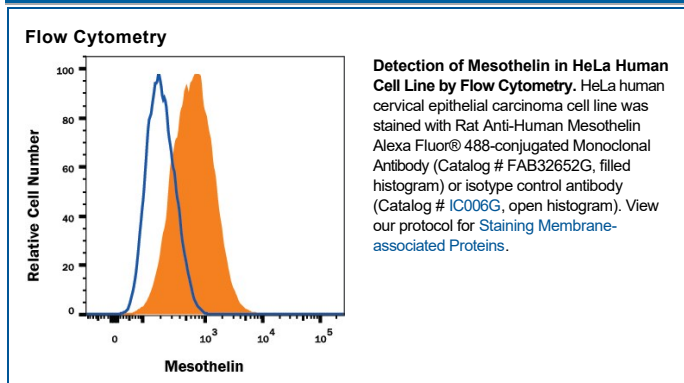 Flow Cytometry
100
80
60
40
20
0
Relative Cell Number
0 10³ 10⁴ 10⁵
Mesothelin
Detection of Mesothelin in HeLa Human
Cell Line by Flow Cytometry. HeLa human
cervical epithelial carcinoma cell line was
stained with Rat Anti-Human Mesothelin
Alexa Fluor® 488-conjugated Monoclonal
Antibody (Catalog # FAB32652G, filled
histogram) or isotype control antibody
(Catalog # IC006G, open histogram). View
our protocol for Staining Membrane-
associated Proteins.